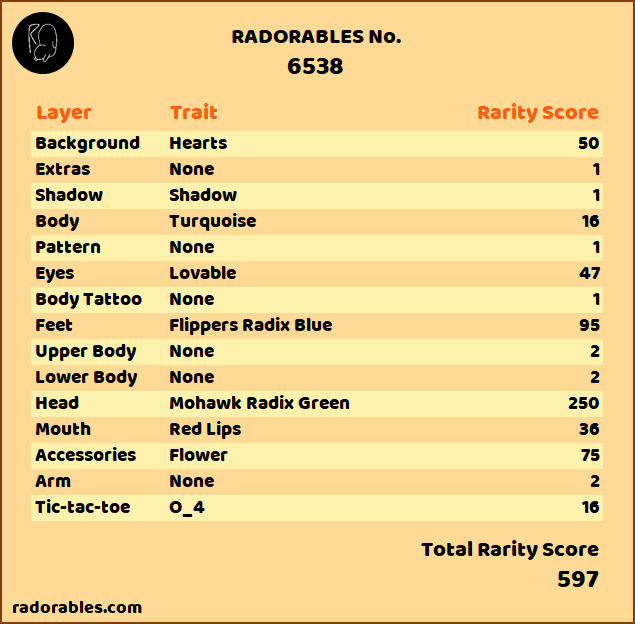 RADORABLES No.
6538
Layer Trait Rarity Score
Background Hearts 50
Extras None 1
Shadow Shadow 1
Body Turquoise 16
Pattern None 1
Eyes Lovable 47
Body Tattoo None 1
Feet Flippers Radix Blue 95
Upper Body None 2
Lower Body None 2
Head Mohawk Radix Green 250
Mouth Red Lips 36
Accessories Flower 75
Arm None 2
Tic-tac-toe O_4 16
Total Rarity Score
597
radorables.com